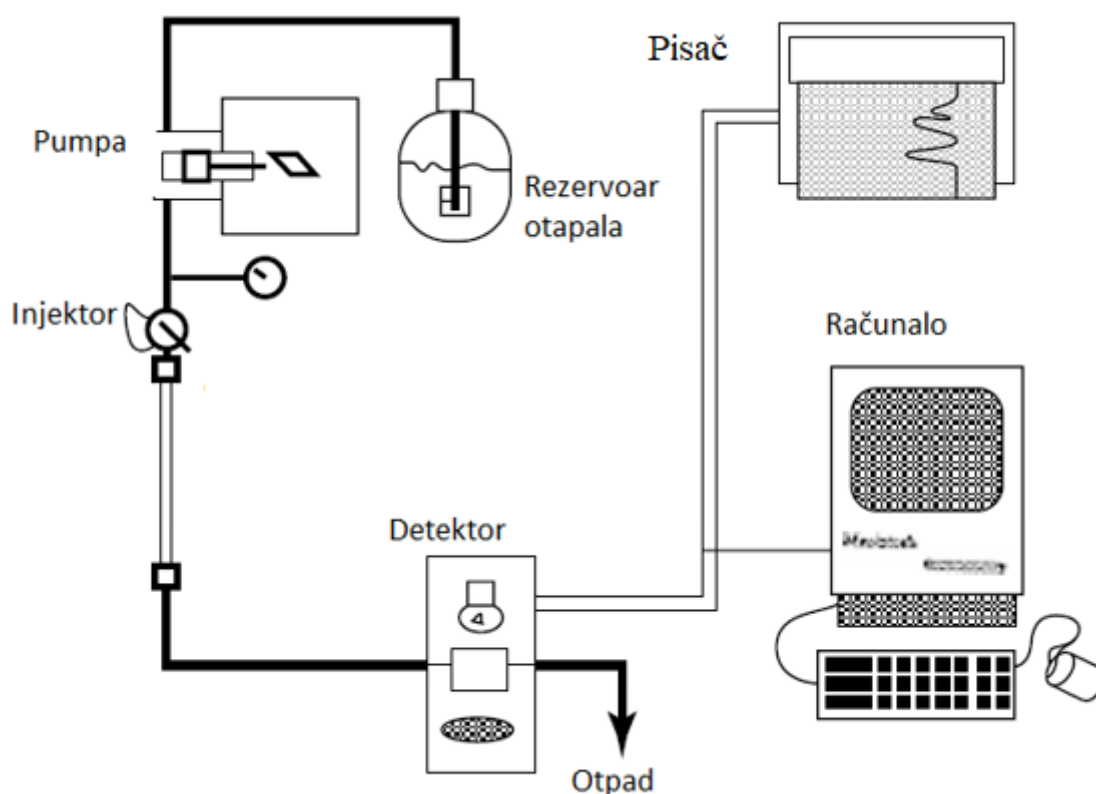 Pisač
Pumpa
Rezervoar
otapala
Injektor
Računalo
Detektor
Otpad